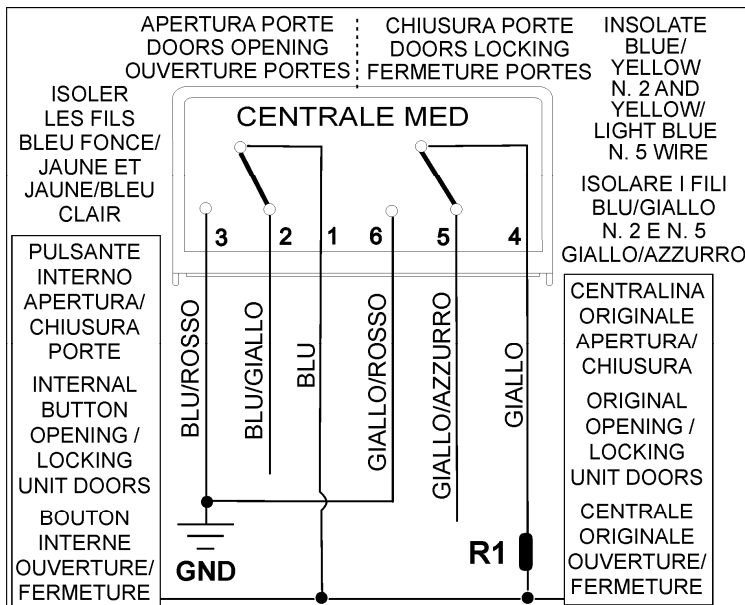 APERTURA PORTE
DOORS OPENING
OUVERTURE PORTES
CHIUSURA PORTE
DOORS LOCKING
FERMETURE PORTES
INSOLATE
BLUE/
YELLOW
N. 2 AND
YELLOW/
LIGHT BLUE
N. 5 WIRE
ISOLARE I FILI
BLU/GIALLO
N. 2 E N. 5
GIALLO/AZZURRO
ISOLER
LES FILS
BLEU FONCE/
JAUNE ET
JAUNE/BLEU
CLAIR
CENTRALE MED
3 2 1 6 5 4
BLU/ROSSO
BLU/GIALLO
BLU
GIALLO/ROSSO
GIALLO/AZZURRO
GIALLO
PULSANTE
INTERNO
APERTURA/
CHIUSURA
PORTE
INTERNAL
BUTTON
OPENING /
LOCKING
UNIT DOORS
BOUTON
INTERNE
OUVERTURE/
FERMETURE
GND
R1
CENTRALINA
ORIGINALE
APERTURA/
CHIUSURA
ORIGINAL
OPENING /
LOCKING
UNIT DOORS
CENTRALE
ORIGINALE
OUVERTURE/
FERMETURE